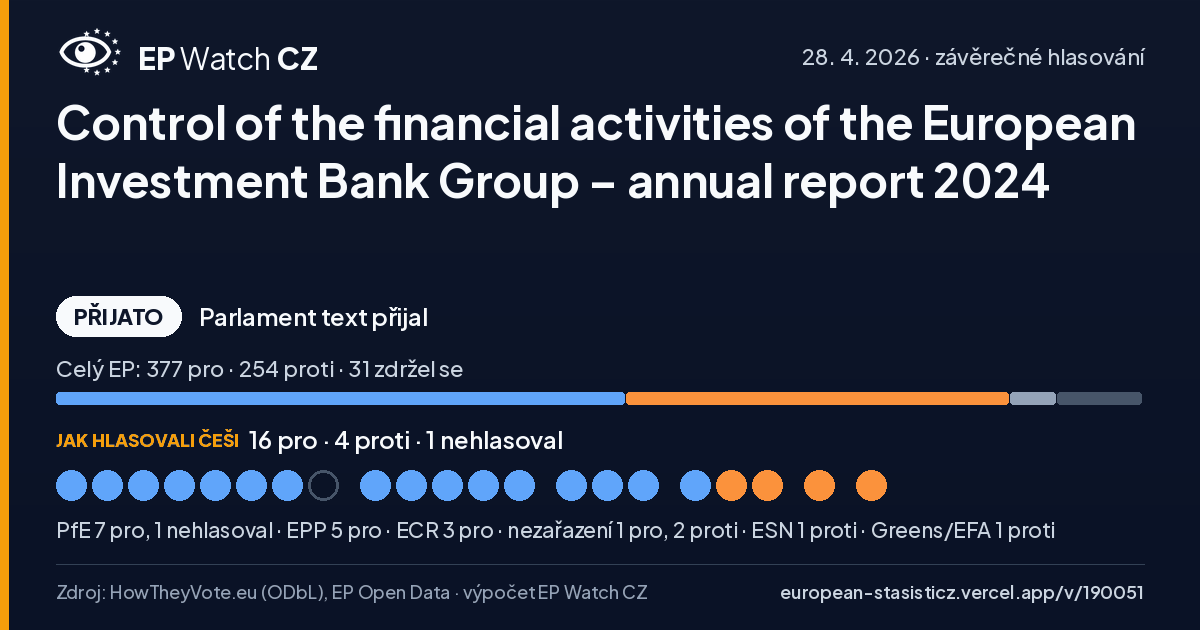 EP Watch CZ
28. 4. 2026 · závěrečné hlasování
Control of the financial activities of the European
Investment Bank Group – annual report 2024
PŘIJATO Parlament text přijal
Celý EP: 377 pro · 254 proti · 31 zdržel se
JAK HLASOVALI ČEŠI 16 pro · 4 proti · 1 nehlasoval
PfE 7 pro, 1 nehlasoval · EPP 5 pro · ECR 3 pro · nezařazení 1 pro, 2 proti · ESN 1 proti · Greens/EFA 1 proti
Zdroj: HowTheyVote.eu (ODbL), EP Open Data · výpočet EP Watch CZ
european-stasisticz.vercel.app/v/190051